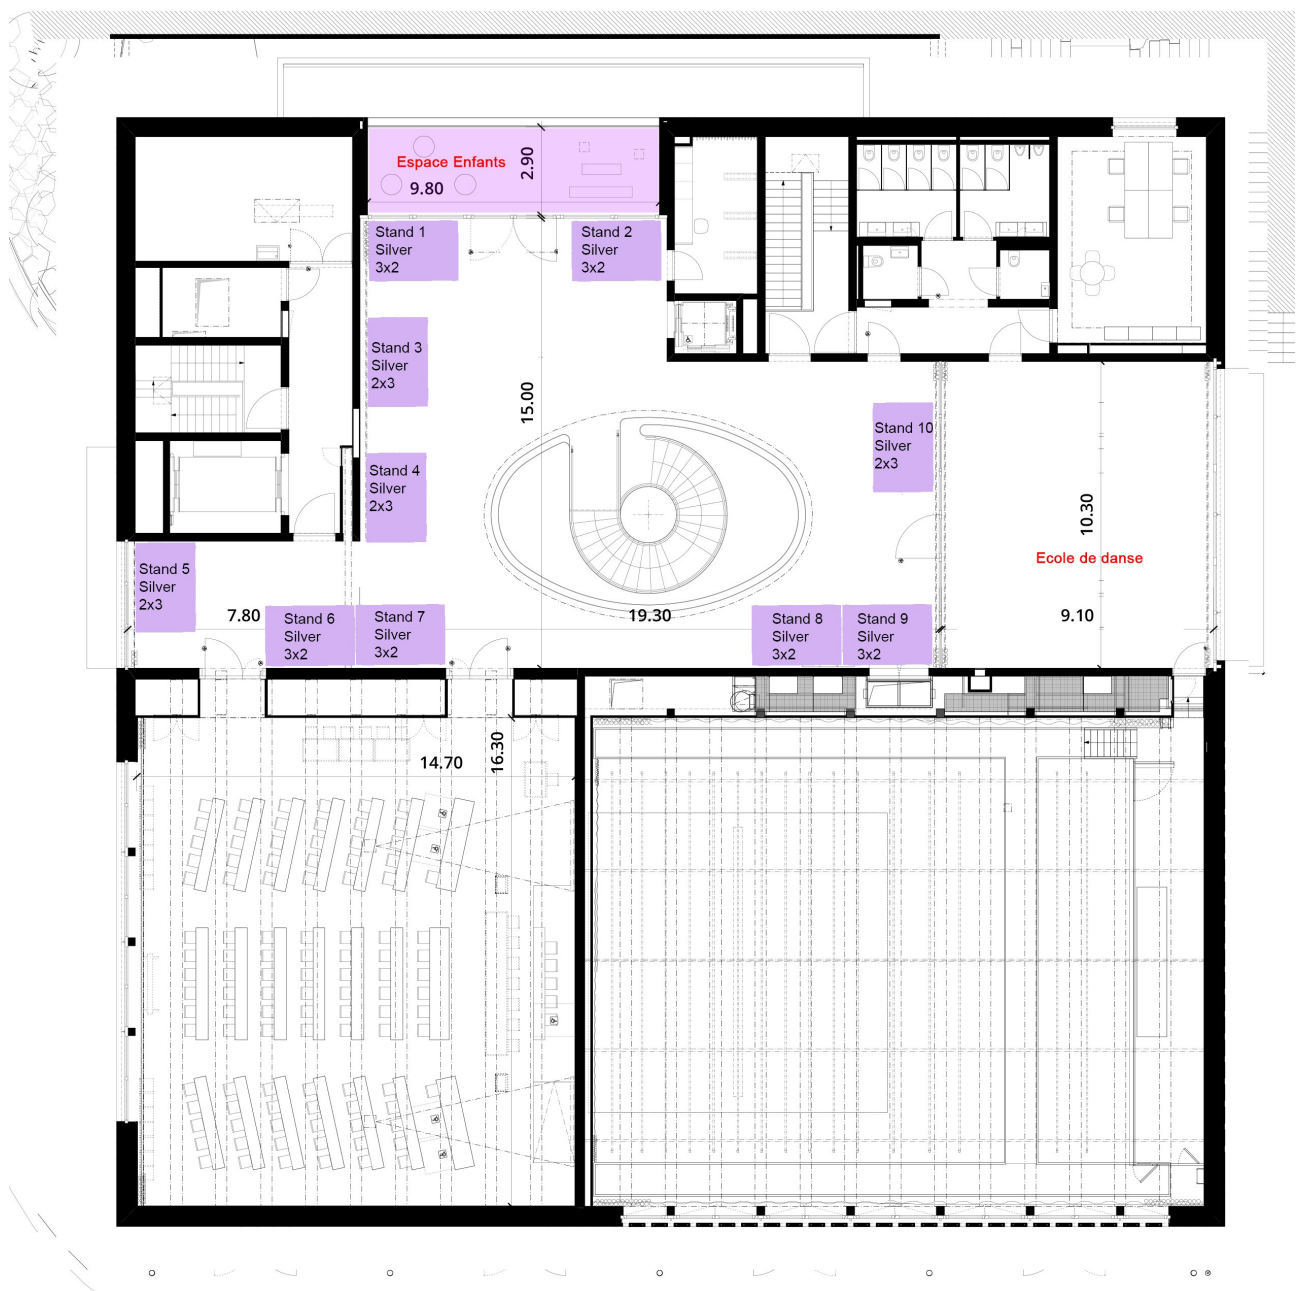 Espace Enfants
2.90
9.80
Stand 1
Silver
3x2
Stand 2
Silver
3x2
Stand 3
Silver
2x3
15.00
Stand 10
Silver
2x3
Stand 4
Silver
2x3
10.30
Ecole de danse
Stand 5
Silver
2x3
7.80
Stand 6
Silver
3x2
Stand 7
Silver
3x2
19.30
Stand 8
Silver
3x2
Stand 9
Silver
3x2
9.10
14.70
16.30